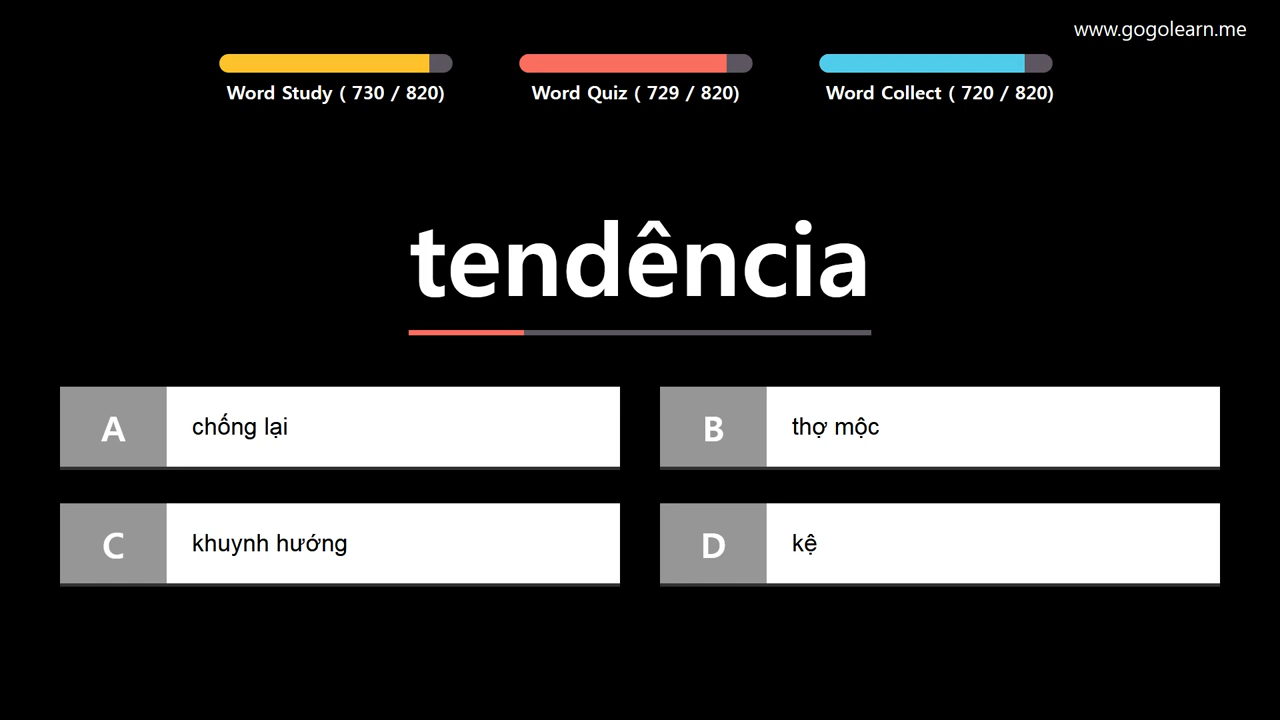 www.gogolearn.me
Word Study ( 730 / 820)
Word Quiz ( 729 / 820)
Word Collect ( 720 / 820)
tendência
A
chống lại
B
thợ mộc
C
khuynh hướng
D
kệ